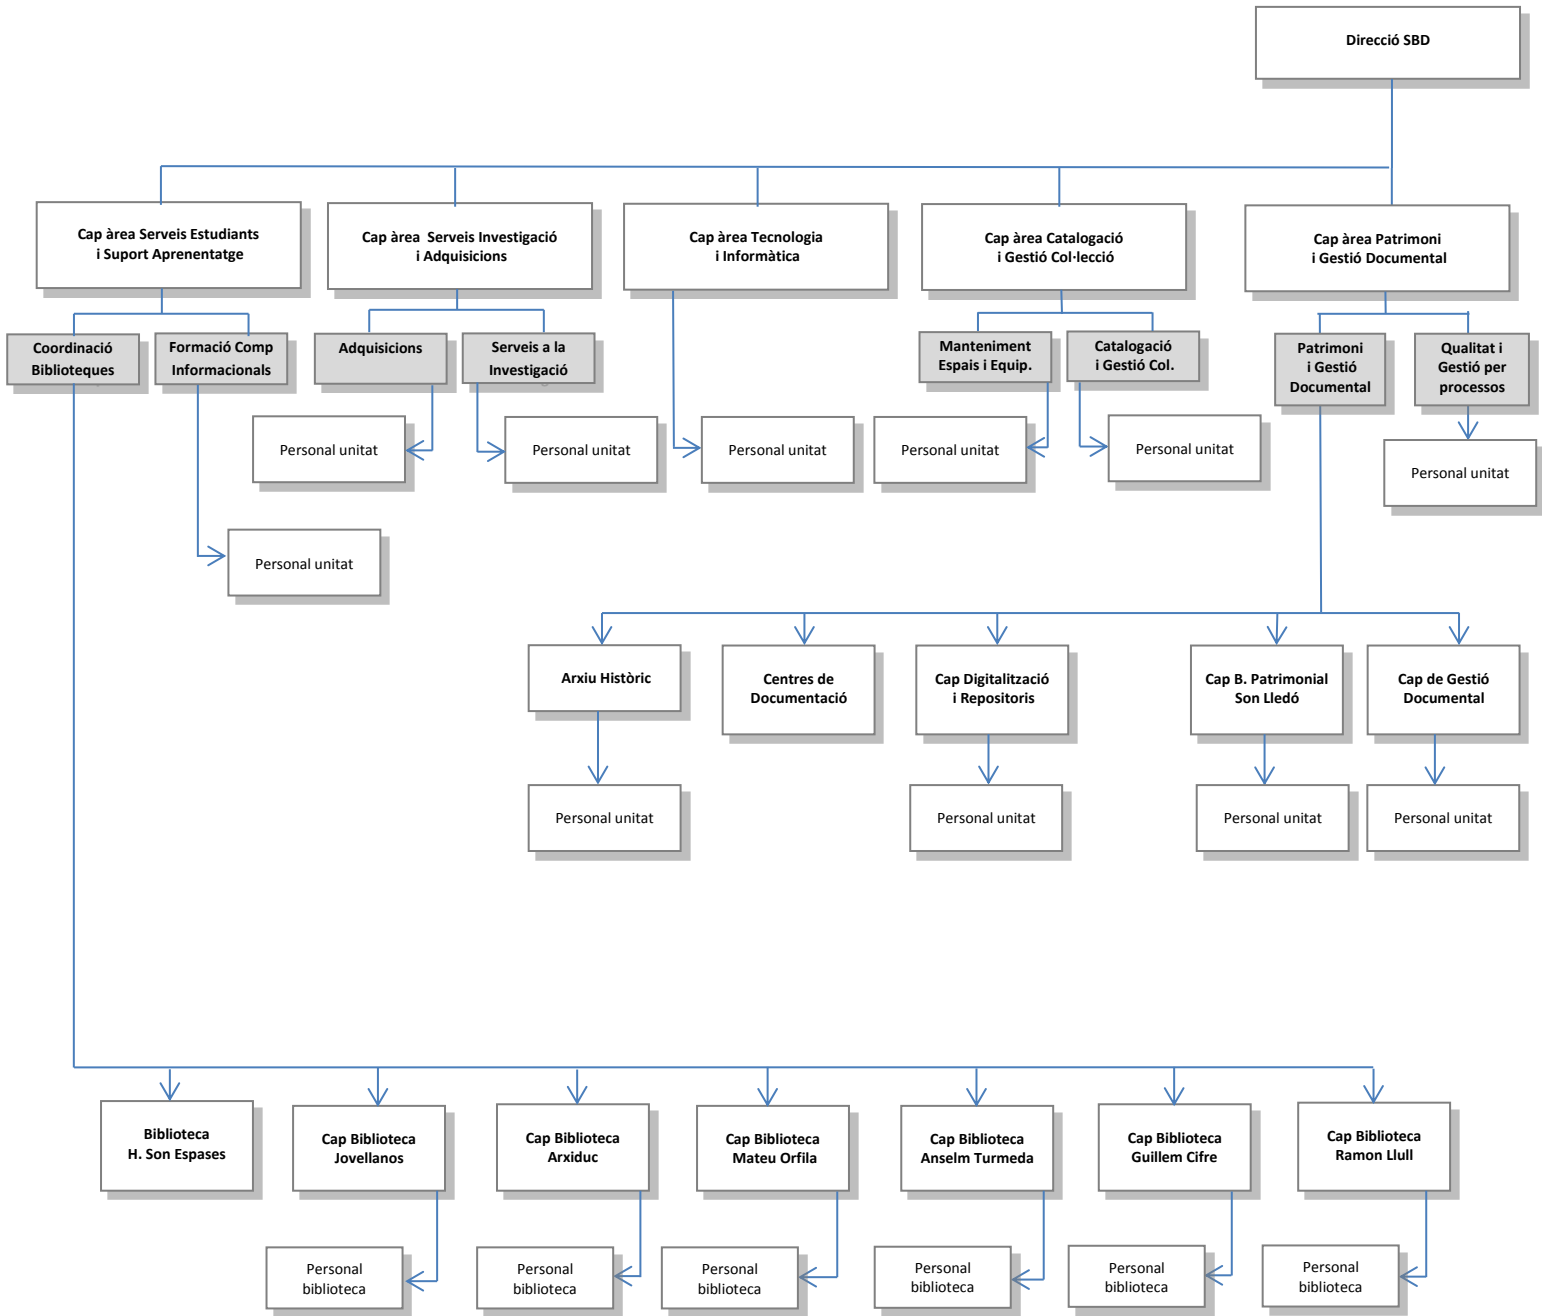 Direcció SBD
Cap àrea Serveis Estudiants
i Suport Aprenentatge
Cap àrea Serveis Investigació
i Adquisicions
Cap àrea Tecnologia
i Informàtica
Cap àrea Catalogació
i Gestió Col·lecció
Cap àrea Patrimoni
i Gestió Documental
Coordinació
Biblioteques
Formació Comp
Informacionals
Adquisicions
Serveis a la
Investigació
Manteniment
Espais i Equip.
Catalogació
i Gestió Col.
Patrimoni
i Gestió
Documental
Qualitat i
Gestió per
processos
Personal unitat
Personal unitat
Personal unitat
Personal unitat
Personal unitat
Personal unitat
Personal unitat
Arxiu Històric
Centres de
Documentació
Cap Digitalització
i Repositoris
Cap B. Patrimonial
Son Lledó
Cap de Gestió
Documental
Personal unitat
Personal unitat
Personal unitat
Personal unitat
Biblioteca
H. Son Espases
Cap Biblioteca
Jovellanos
Cap Biblioteca
Arxiduc
Cap Biblioteca
Mateu Orfila
Cap Biblioteca
Anselm Turmeda
Cap Biblioteca
Guillem Cifre
Cap Biblioteca
Ramon Llull
Personal
biblioteca
Personal
biblioteca
Personal
biblioteca
Personal
biblioteca
Personal
biblioteca
Personal
biblioteca